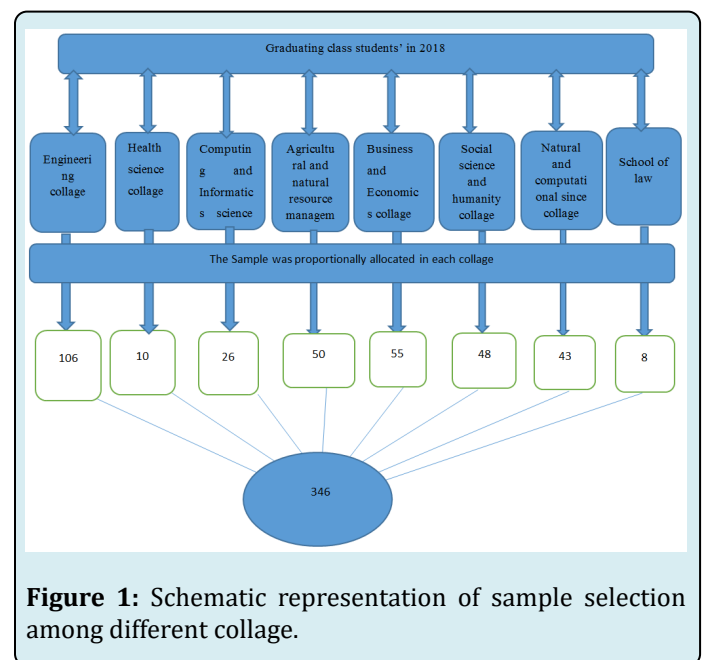 Graduating class students' in 2018
Engineeri
ng
collage
Health
science
collage
Computin
g and
Informatic
s science
Agricultu
ral and
natural
resource
managem
Business
and
Economic
s collage
Social
science
and
humanity
collage
Natural
and
computati
onal since
collage
School of
law
The Sample was proportionally allocated in each collage
106
10
26
50
55
48
43
8
346
Figure 1: Schematic representation of sample selection
among different collage.